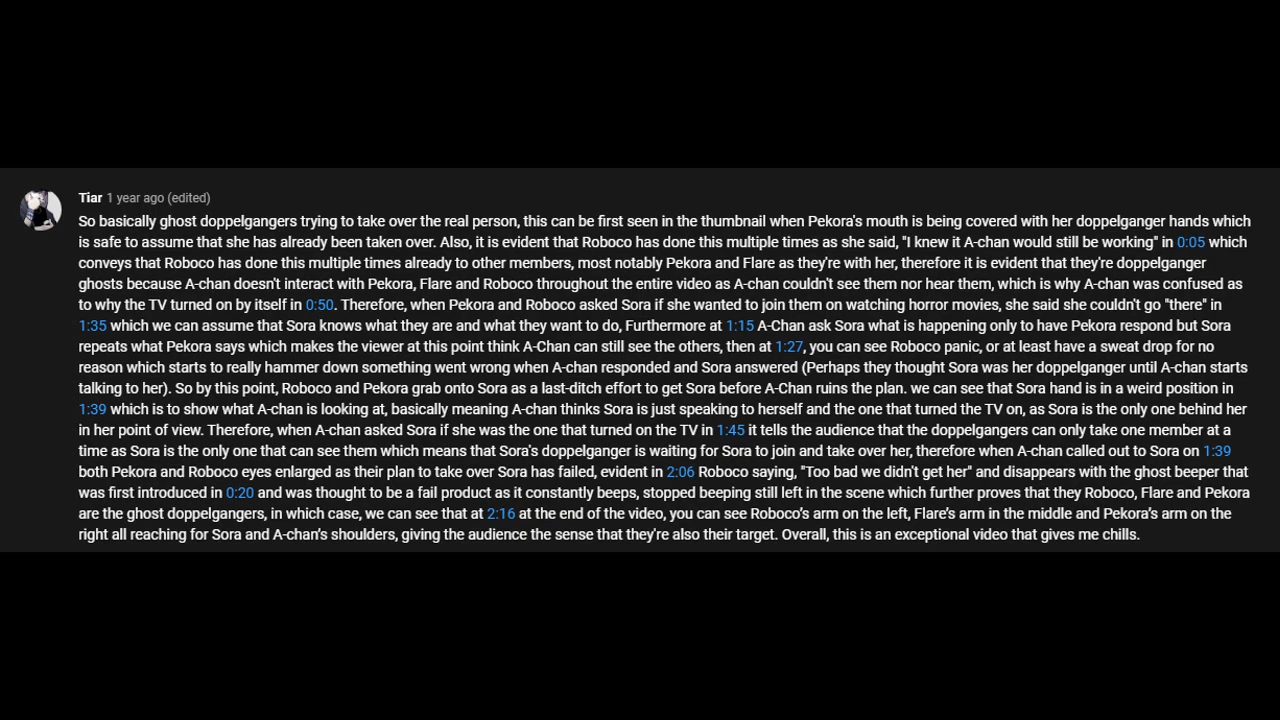 Tiar 1 year ago (edited)
So basically ghost doppelgangers trying to take over the real person, this can be first seen in the thumbnail when Pekora's mouth is being covered with her doppelganger hands which
is safe to assume that she has already been taken over. Also, it is evident that Roboco has done this multiple times as she said, "I knew it A-chan would still be working" in 0:05 which
conveys that Roboco has done this multiple times already to other members, most notably Pekora and Flare as they're with her, therefore it is evident that they're doppelganger
ghosts because A-chan doesn't interact with Pekora, Flare and Roboco throughout the entire video as A-chan couldn't see them nor hear them, which is why A-chan was confused as
to why the TV turned on by itself in 0:50. Therefore, when Pekora and Roboco asked Sora if she wanted to join them on watching horror movies, she said she couldn't go "there" in
1:35 which we can assume that Sora knows what they are and what they want to do, Furthermore at 1:15 A-Chan ask Sora what is happening only to have Pekora respond but Sora
repeats what Pekora says which makes the viewer at this point think A-Chan can still see the others, then at 1:27, you can see Roboco panic, or at least have a sweat drop for no
reason which starts to really hammer down something went wrong when A-chan responded and Sora answered (Perhaps they thought Sora was her doppelganger until A-chan starts
talking to her). So by this point, Roboco and Pekora grab onto Sora as a last-ditch effort to get Sora before A-Chan ruins the plan. we can see that Sora hand is in a weird position in
1:39 which is to show what A-chan is looking at, basically meaning A-chan thinks Sora is just speaking to herself and the one that turned the TV on, as Sora is the only one behind her
in her point of view. Therefore, when A-chan asked Sora if she was the one that turned on the TV in 1:45 it tells the audience that the doppelgangers can only take one member at a
time as Sora is the only one that can see them which means that Sora's doppelganger is waiting for Sora to join and take over her, therefore when A-chan called out to Sora on 1:39
both Pekora and Roboco eyes enlarged as their plan to take over Sora has failed, evident in 2:06 Roboco saying, "Too bad we didn't get her" and disappears with the ghost beeper that
was first introduced in 0:20 and was thought to be a fail product as it constantly beeps, stopped beeping still left in the scene which further proves that they Roboco, Flare and Pekora
are the ghost doppelgangers, in which case, we can see that at 2:16 at the end of the video, you can see Roboco’s arm on the left, Flare’s arm in the middle and Pekora’s arm on the
right all reaching for Sora and A-chan’s shoulders, giving the audience the sense that they're also their target. Overall, this is an exceptional video that gives me chills.